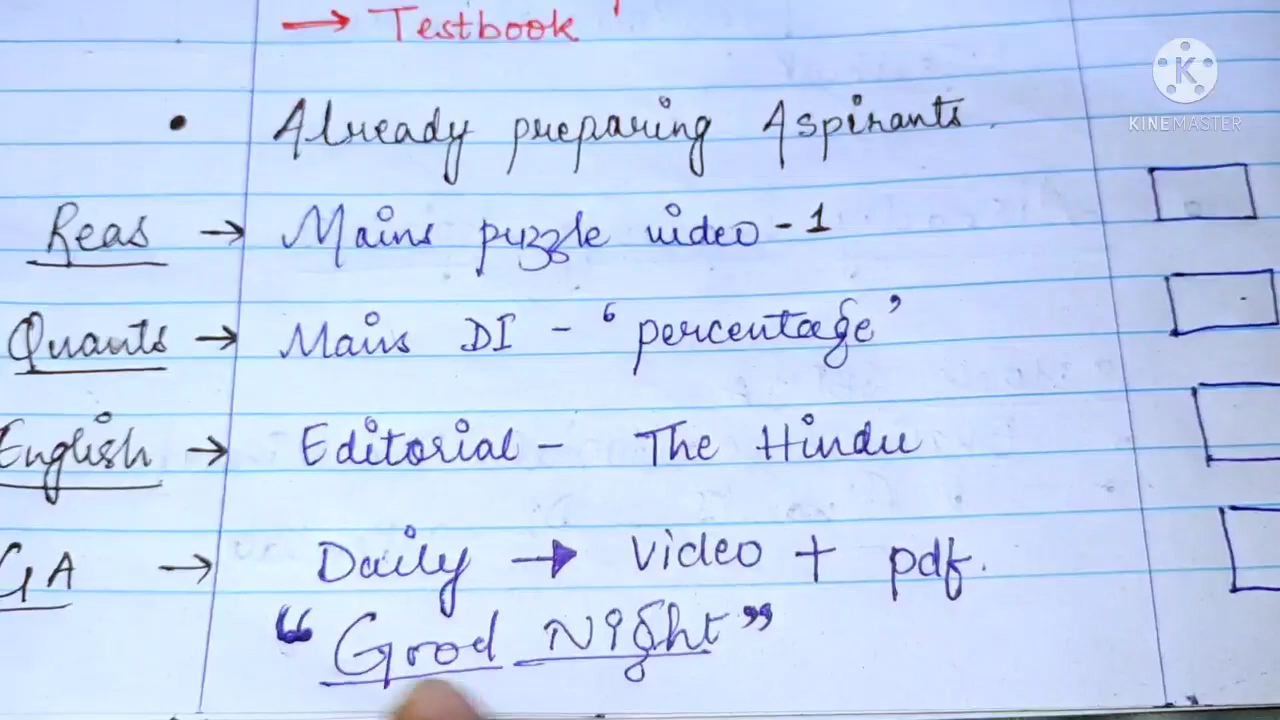 → Testbook
• Already preparing Aspirants.
Reas → Mains puzzle video - 1
Quants → Mains DI - ‘percentage’
English → Editorial - The Hindu
GA → Daily → Video + pdf.
“Good Night”
K
KINEMASTER